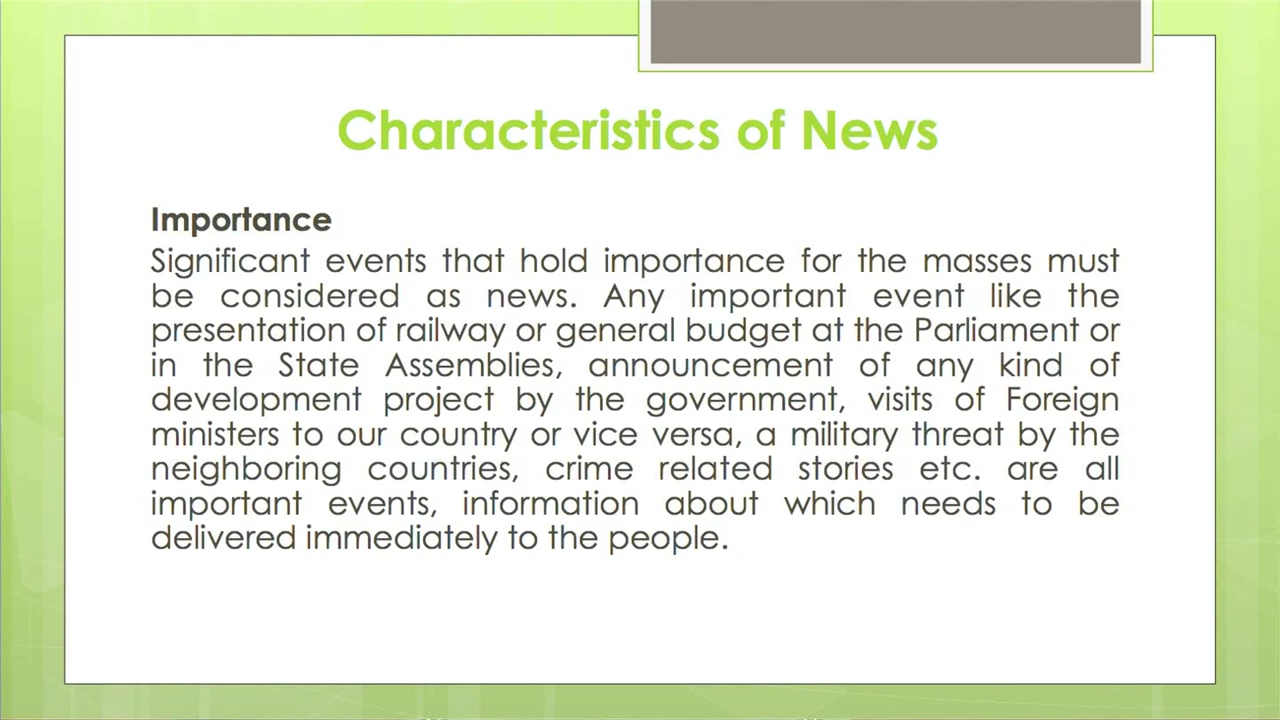 Characteristics of News
Importance
Significant events that hold importance for the masses must
be considered as news. Any important event like the
presentation of railway or general budget at the Parliament or
in the State Assemblies, announcement of any kind of
development project by the government, visits of Foreign
ministers to our country or vice versa, a military threat by the
neighboring countries, crime related stories etc. are all
important events, information about which needs to be
delivered immediately to the people.